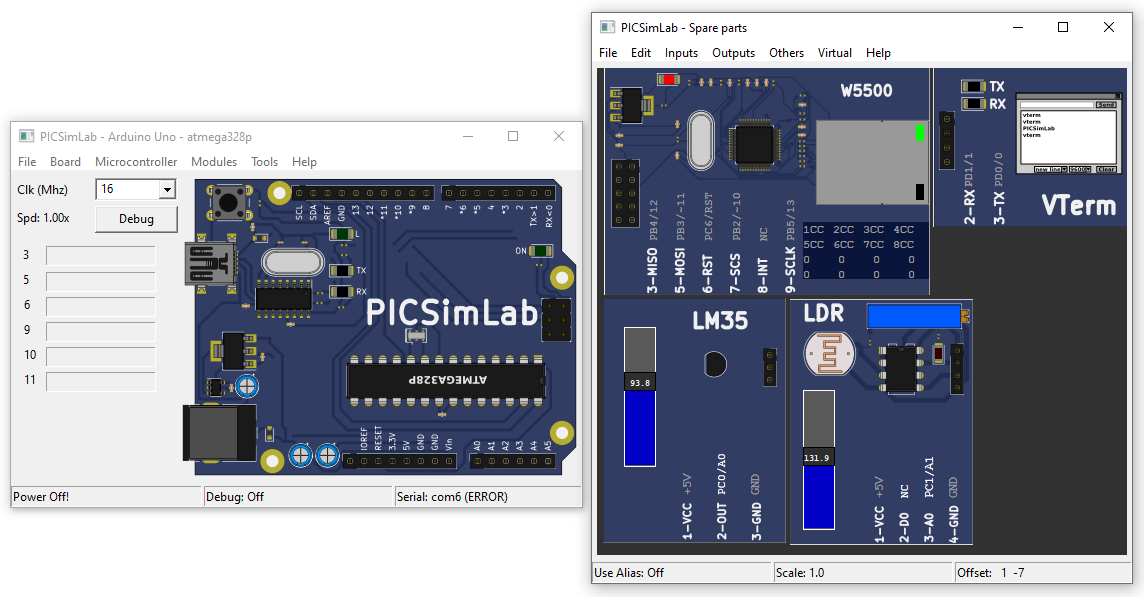 PICSimLab - Arduino Uno - atmega328p
File Board Microcontroller Modules Tools Help
Clk (Mhz) 16
Spd: 1.00x Debug
3
5
6
9
10
11
SCL SDA AREF GND 13 12 *11 *10 *9 8 7 *6 *5 4 *3 2 TX>1 RX<0
L
ON
TX
RX
PICSimLab
ATMEGA328P
IOREF RESET 3.3V 5V GND GND Vin A0 A1 A2 A3 A4 A5
Power Off! Debug: Off Serial: com6 (ERROR)
PICSimLab - Spare parts
File Edit Inputs Outputs Others Virtual Help
W5500
3-MISO PB4/12
5-MOSI PB3/~11
6-RST PC6/RST
7-SCS PB2/~10
8-INT NC
9-SCLK PB5/13
1CC 2CC 3CC 4CC
5CC 6CC 7CC 8CC
0 0 0 0
0 0 0 0
TX
RX
2-RX PD1/1
3-TX PD0/0
Send
vterm
vterm
PICSimLab
vterm
new line 9600 Clear
VTerm
LM35
93.8
1-VCC +5V
2-OUT PC0/A0
3-GND GND
LDR
131.9
1-VCC +5V
2-D0 NC
3-A0 PC1/A1
4-GND GND
Use Alias: Off Scale: 1.0 Offset: 1 -7